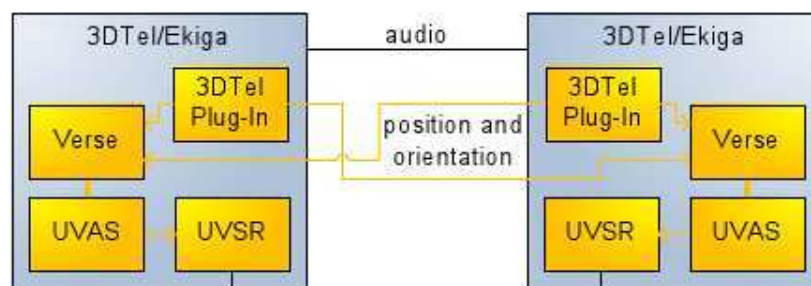 3DTel/Ekiga
audio
3DTel/Ekiga
3DTel
Plug-In
3DTel
Plug-In
Verse
position and
orientation
Verse
UVAS
UVSR
UVSR
UVAS